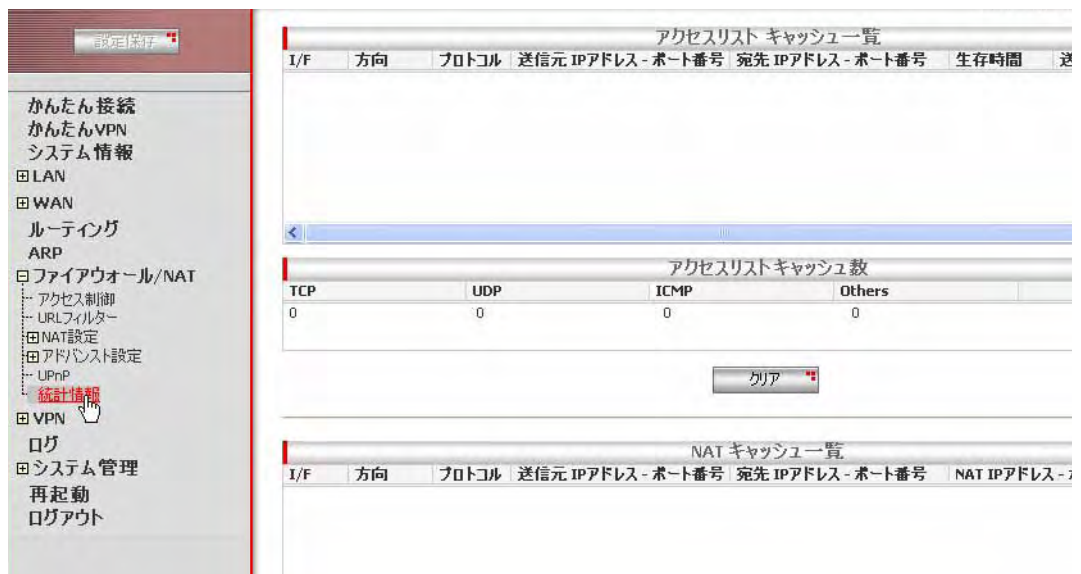 設定保存
かんたん接続
かんたんVPN
システム情報
LAN
WAN
ルーティング
ARP
ファイアウォール/NAT
アクセス制御
URLフィルター
NAT設定
アドバンスト設定
UPnP
統計情報
VPN
ログ
システム管理
再起動
ログアウト
アクセスリスト キャッシュ一覧
I/F 方向 プロトコル 送信元 IPアドレス - ポート番号 宛先 IPアドレス - ポート番号 生存時間 送
アクセスリストキャッシュ数
TCP UDP ICMP Others
0 0 0 0
クリア
NAT キャッシュ一覧
I/F 方向 プロトコル 送信元 IPアドレス - ポート番号 宛先 IPアドレス - ポート番号 NAT IPアドレス -